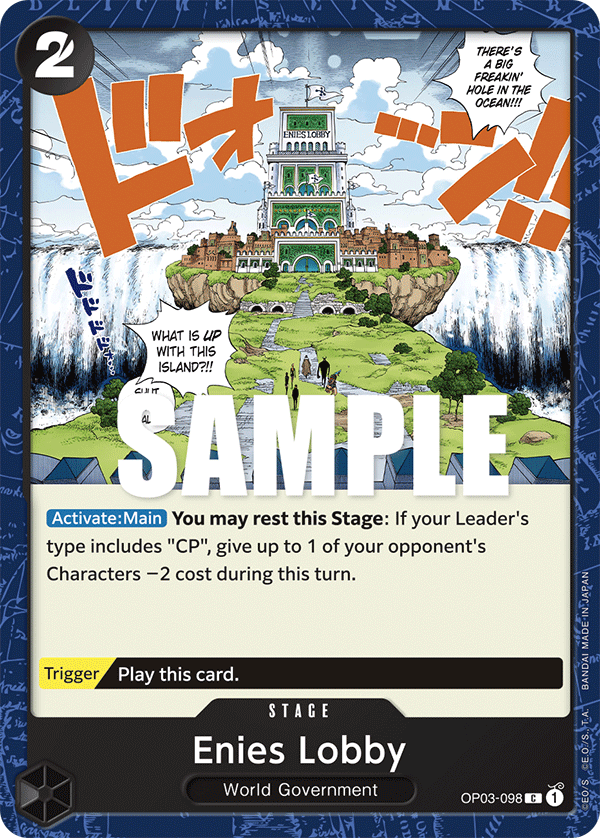 2
THERE'S
A BIG
FREAKIN'
HOLE IN THE
OCEAN!!!
ドォーン!!
ENIES LOBBY
WHAT IS UP
WITH THIS
ISLAND?!!
SAMPLE
Activate:Main You may rest this Stage: If your Leader's
type includes "CP", give up to 1 of your opponent's
Characters −2 cost during this turn.
Trigger Play this card.
STAGE
Enies Lobby
World Government
OP03-098 C 1
©E.O./S. ©E.O./S.,T.A. BANDAI MADE IN JAPAN